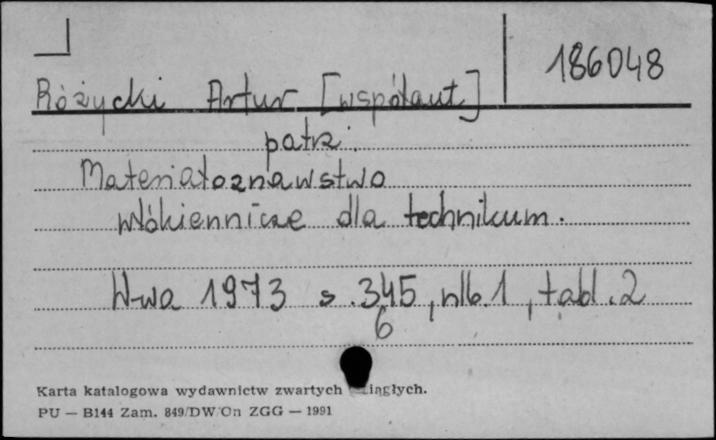 186048
Różycki Artur [współaut]
patrz:
Materiałoznawstwo
włókiennicze dla technikum.
W-wa 1973 s. 345, nlb. 1, tabl. 2
6
Karta katalogowa wydawnictw zwartych i ciągłych.
PU — B144 Zam. 849/DW/On ZGG — 1991